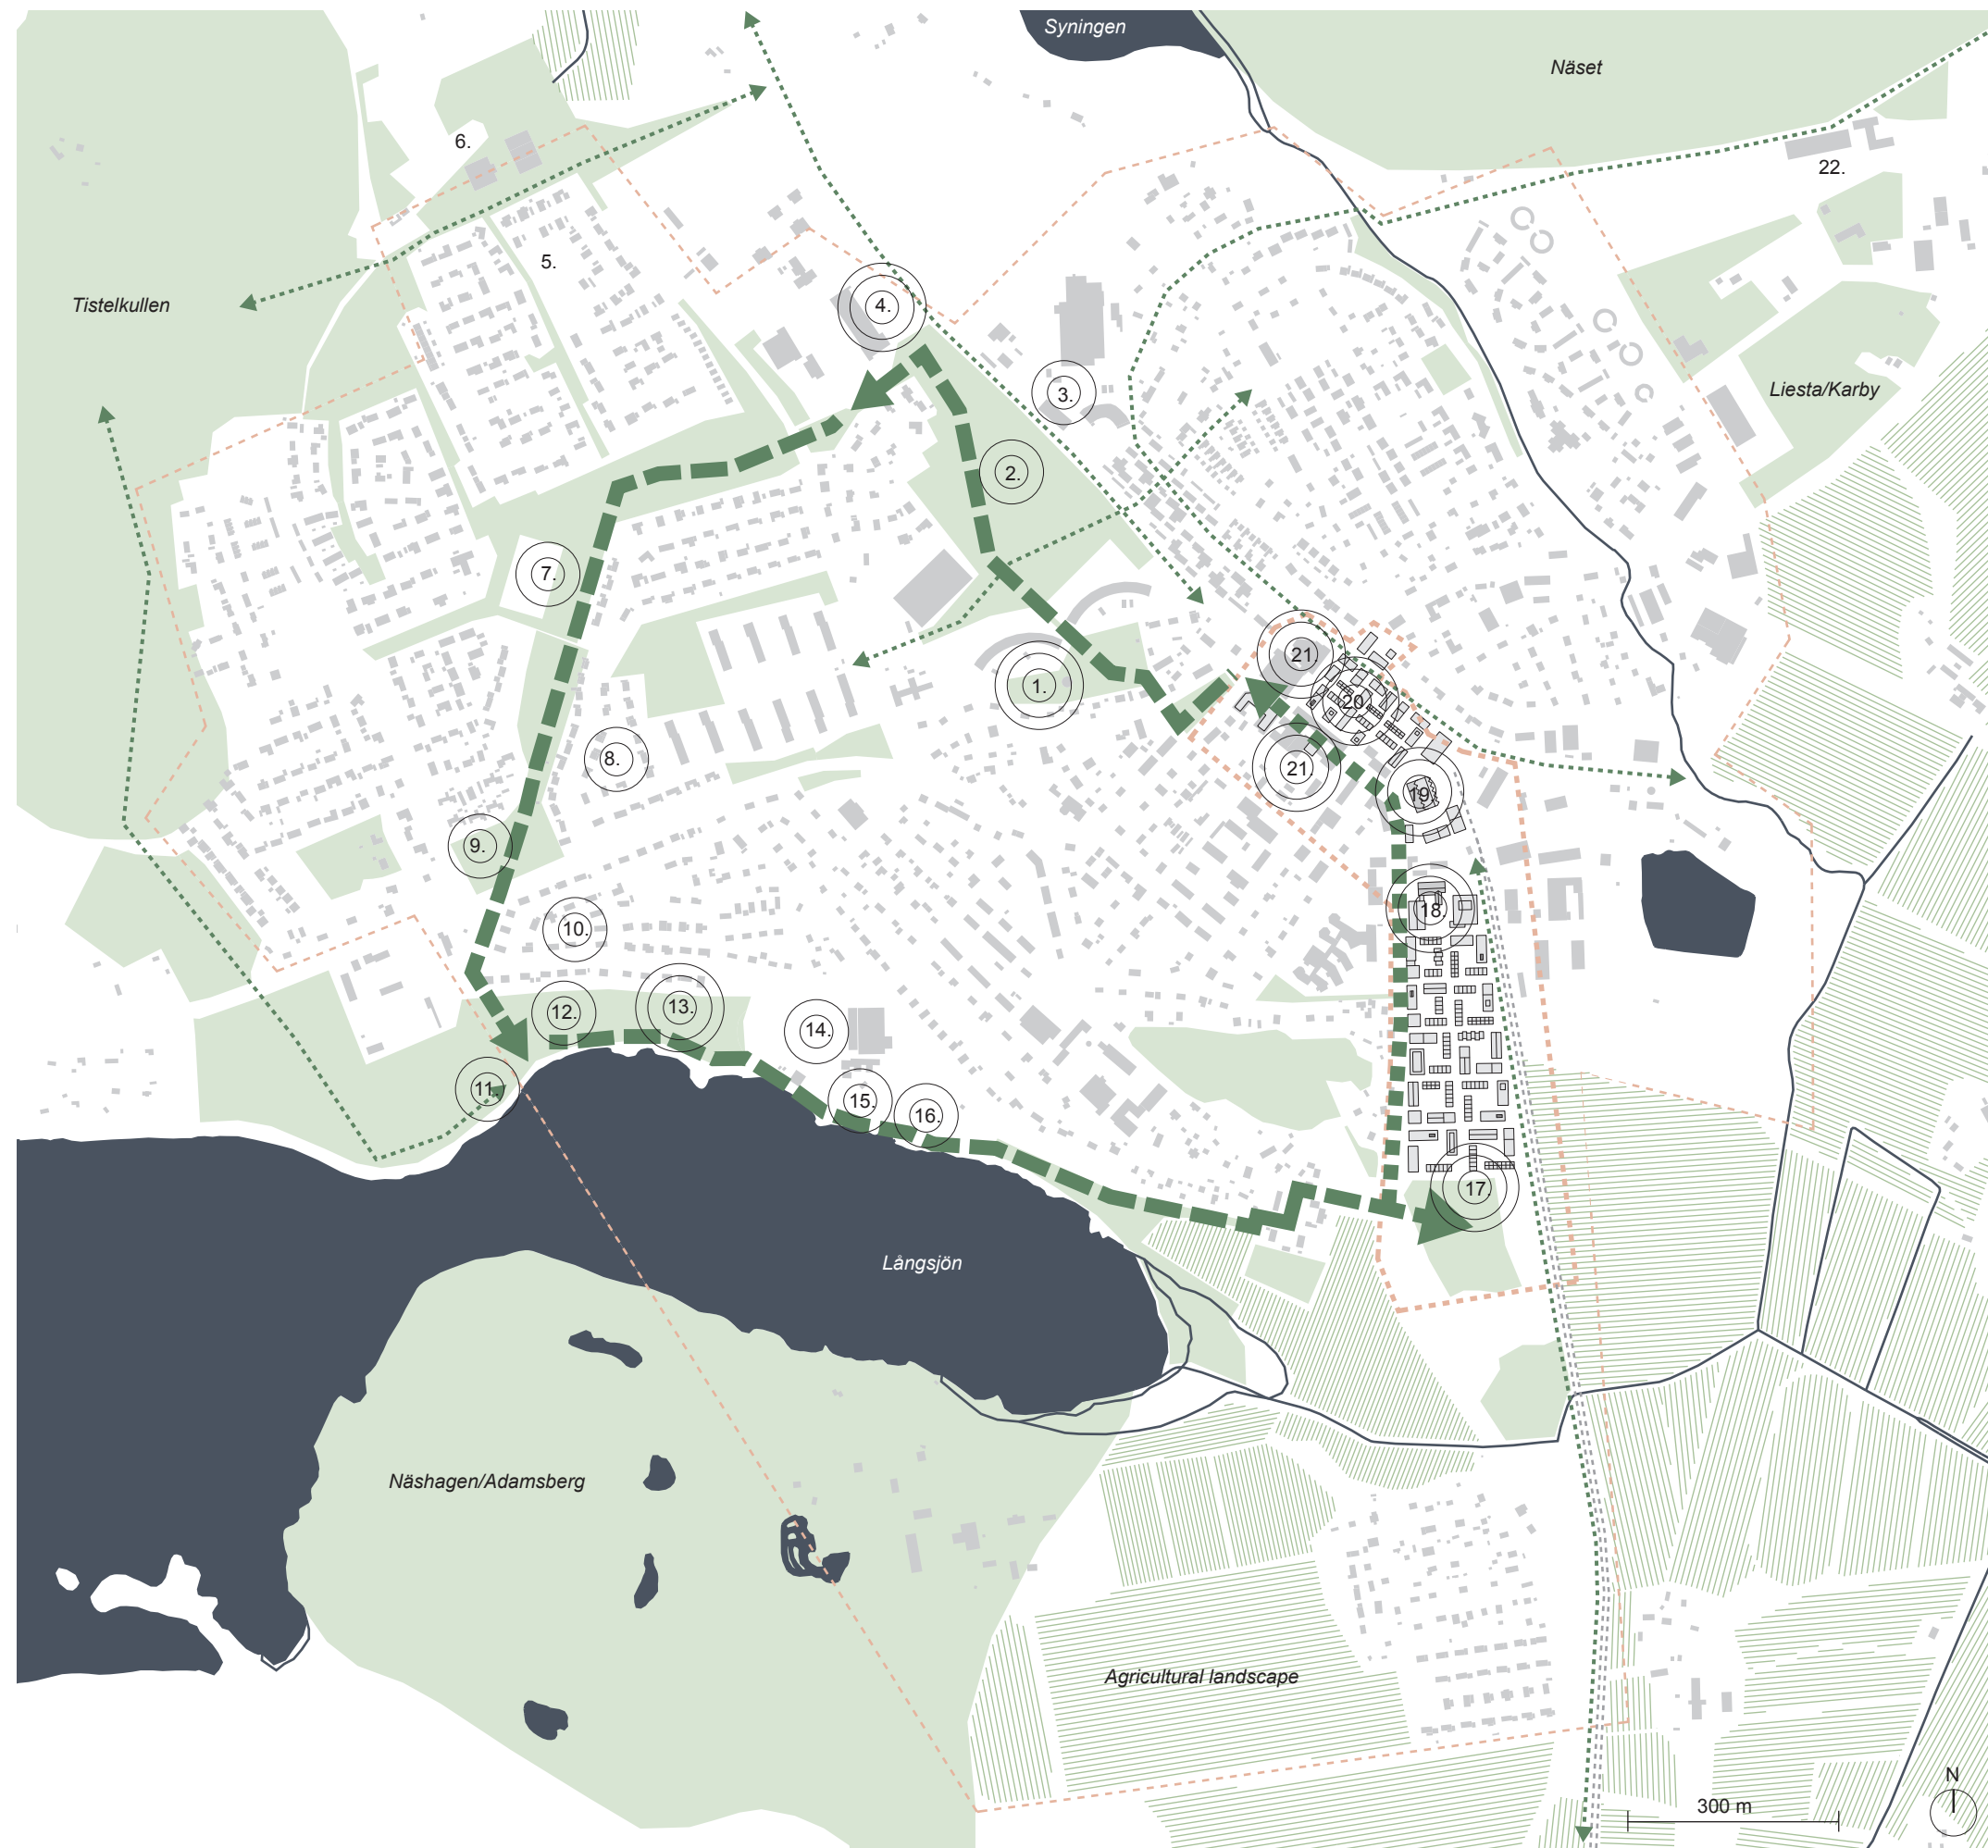 Syningen
Näset
6.
22.
5.
Tistelkullen
4.
3.
Liesta/Karby
2.
7.
21.
1.
20.
8.
21.
19.
9.
18.
10.
13.
12.
14.
11.
15.
16.
17.
Långsjön
Näshagen/Adamsberg
Agricultural landscape
N
300 m